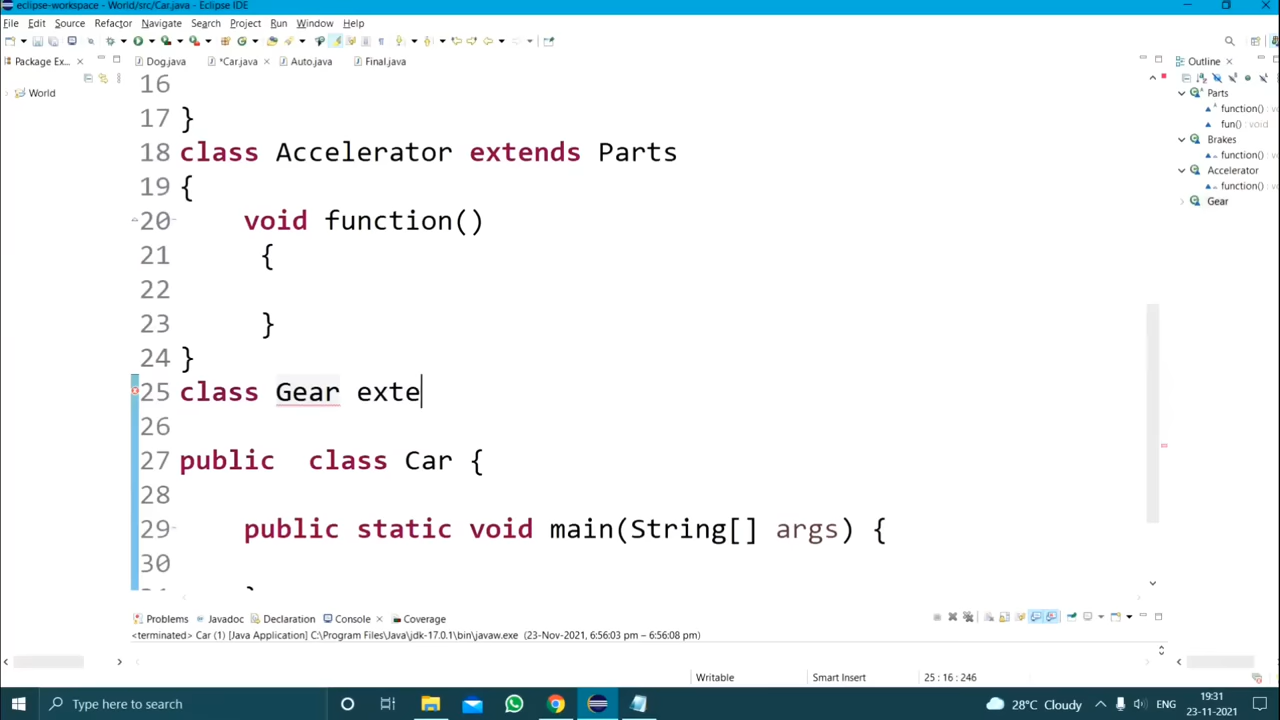 eclipse-workspace - World/src/Car.java - Eclipse IDE
File Edit Source Refactor Navigate Search Project Run Window Help
Package Ex...
Dog.java
*Car.java
Auto.java
Final.java
Outline
World
Parts
function()
fun() : void
Brakes
function()
Accelerator
function()
Gear
16
17 }
18 class Accelerator extends Parts
19 {
20 void function()
21 {
22
23 }
24 }
25 class Gear exte
26
27 public class Car {
28
29 public static void main(String[] args) {
30
Problems Javadoc Declaration Console Coverage
<terminated> Car (1) [Java Application] C:\Program Files\Java\jdk-17.0.1\bin\javaw.exe (23-Nov-2021, 6:56:03 pm – 6:56:08 pm)
Writable Smart Insert 25 : 16 : 246
Type here to search
28°C Cloudy
ENG
19:31
23-11-2021